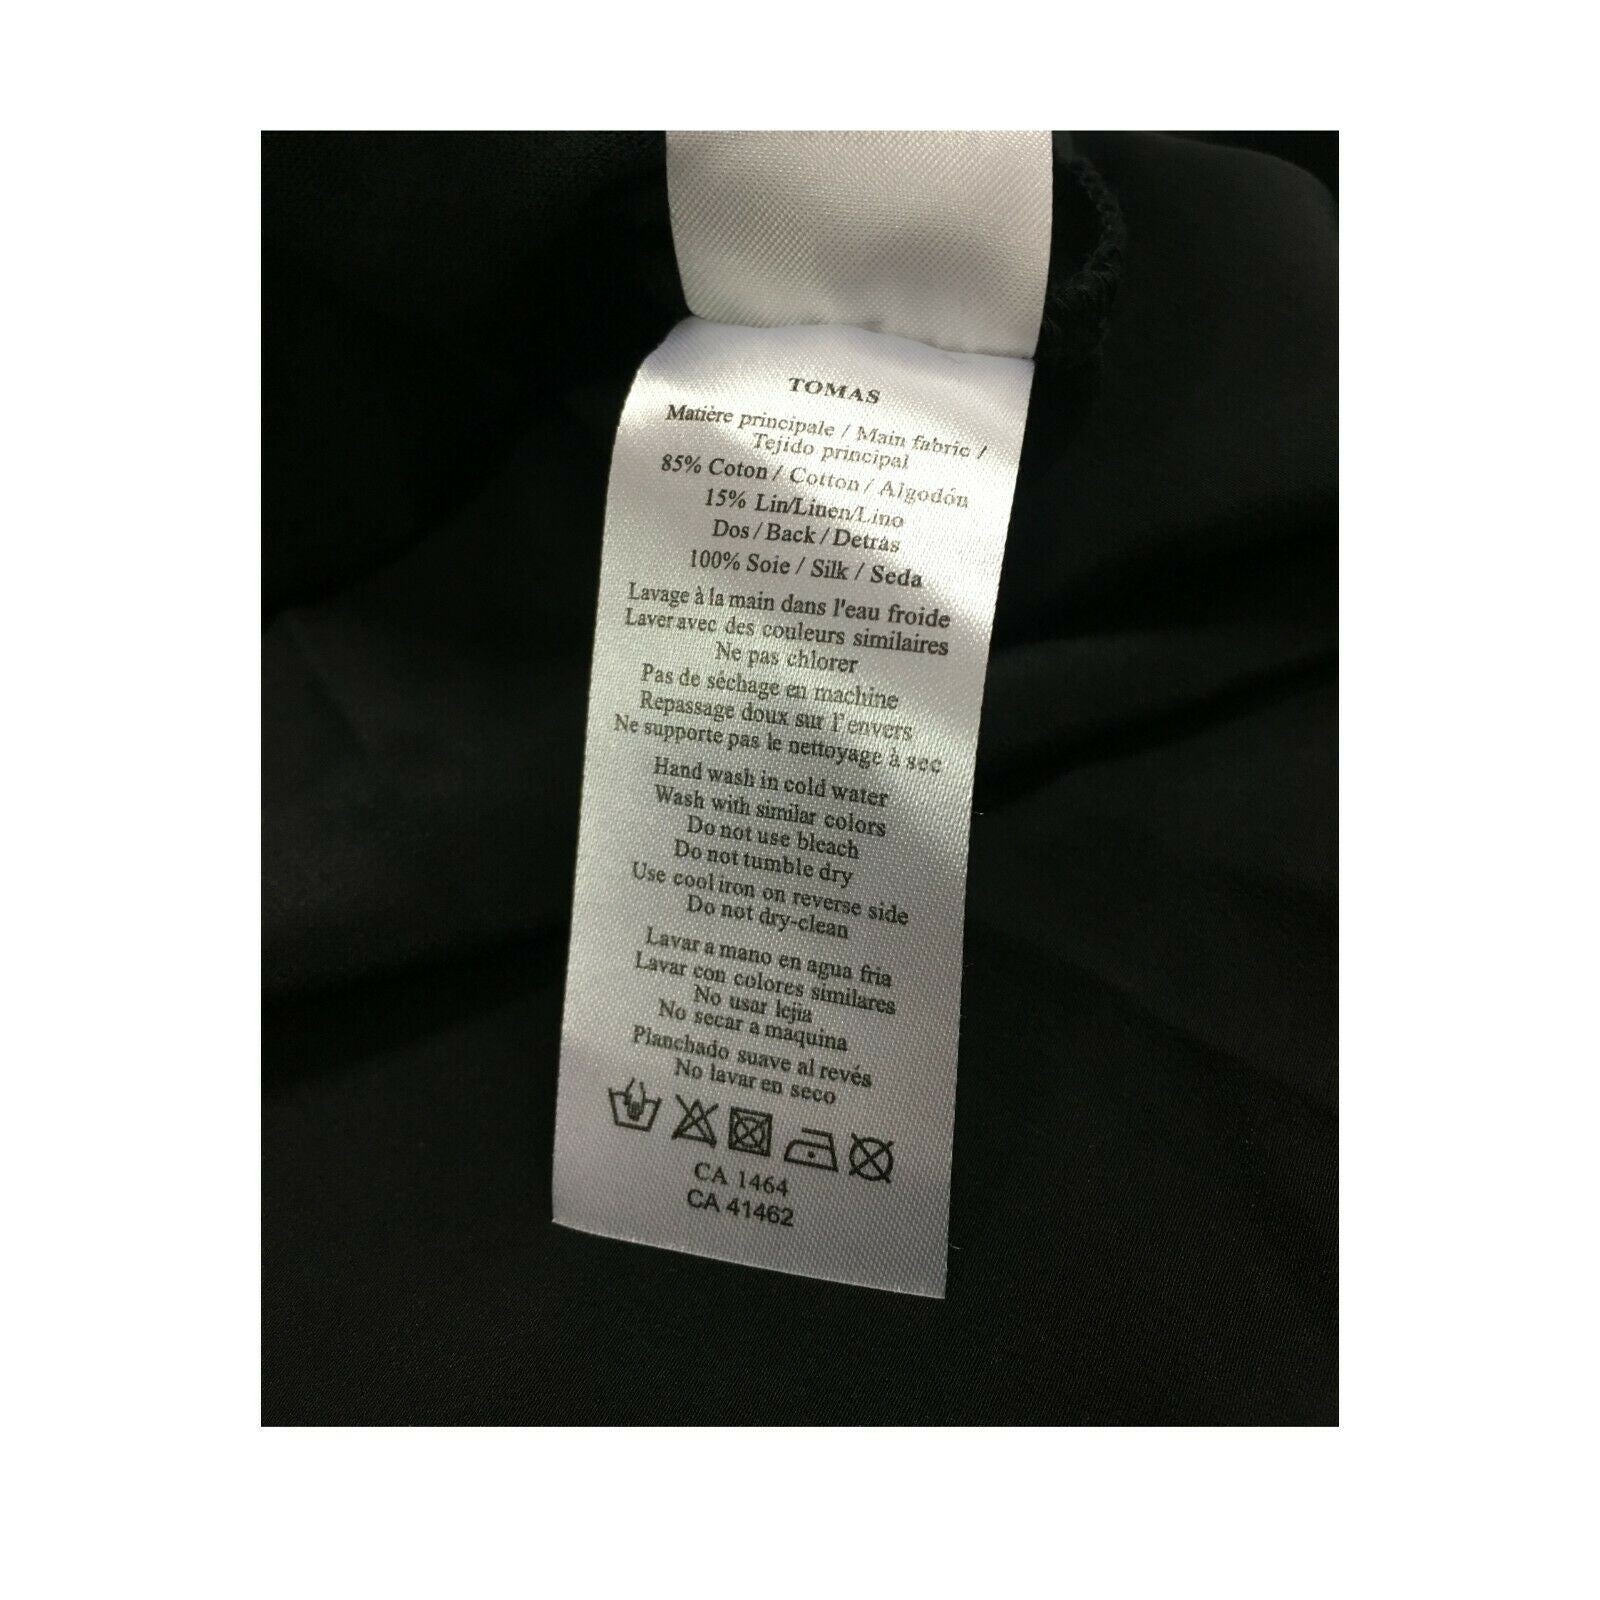 TOMAS
Matière principale / Main fabric /
Tejido principal
85% Coton / Cotton / Algodón
15% Lin/Linen/Lino
Dos / Back / Detrás
100% Soie / Silk / Seda
Lavage à la main dans l'eau froide
Laver avec des couleurs similaires
Ne pas chlorer
Pas de séchage en machine
Repassage doux sur l'envers
Ne supporte pas le nettoyage à sec
Hand wash in cold water
Wash with similar colors
Do not use bleach
Do not tumble dry
Use cool iron on reverse side
Do not dry-clean
Lavar a mano en agua fria
Lavar con colores similares
No usar lejia
No secar a maquina
Planchado suave al revés
No lavar en seco
CA 1464
CA 41462